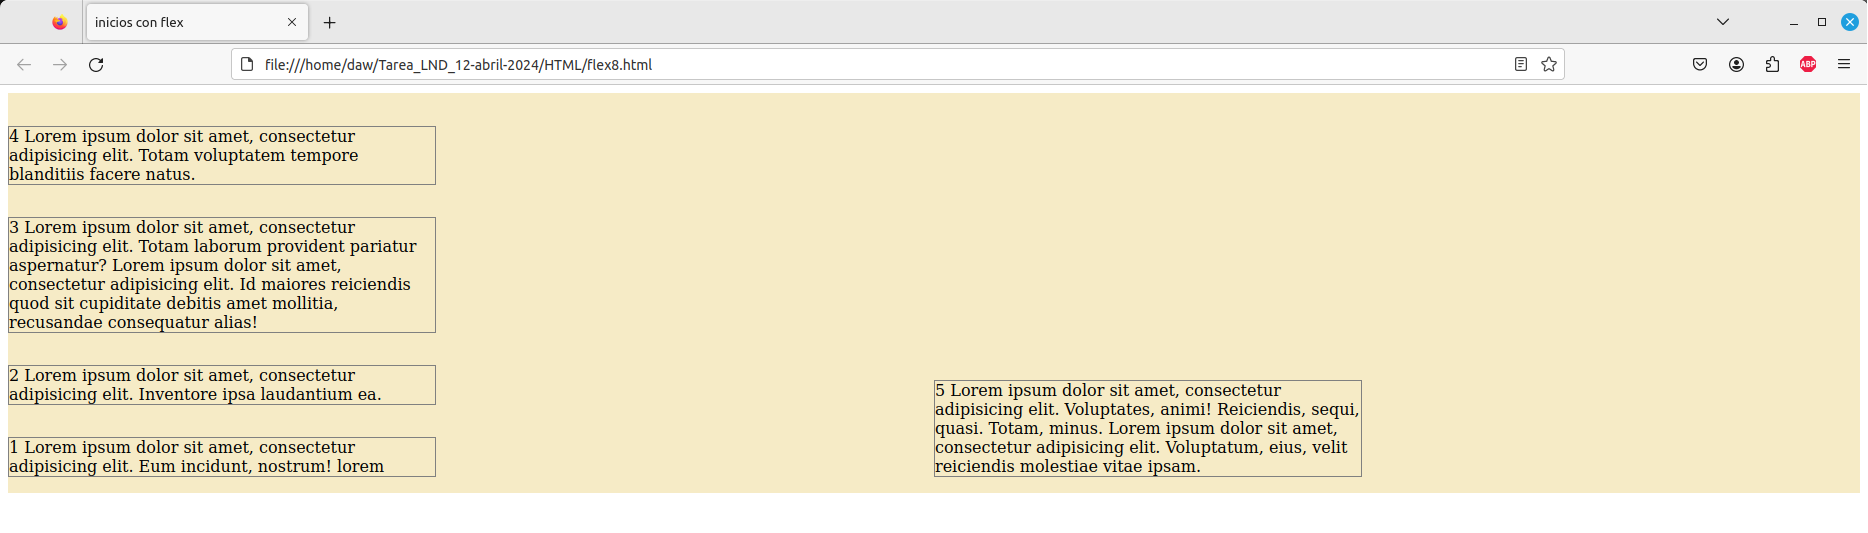 inicios con flex
file:///home/daw/Tarea_LND_12-abril-2024/HTML/flex8.html
ABP
4 Lorem ipsum dolor sit amet, consectetur
adipisicing elit. Totam voluptatem tempore
blanditiis facere natus.
3 Lorem ipsum dolor sit amet, consectetur
adipisicing elit. Totam laborum provident pariatur
aspernatur? Lorem ipsum dolor sit amet,
consectetur adipisicing elit. Id maiores reiciendis
quod sit cupiditate debitis amet mollitia,
recusandae consequatur alias!
2 Lorem ipsum dolor sit amet, consectetur
adipisicing elit. Inventore ipsa laudantium ea.
1 Lorem ipsum dolor sit amet, consectetur
adipisicing elit. Eum incidunt, nostrum! lorem
5 Lorem ipsum dolor sit amet, consectetur
adipisicing elit. Voluptates, animi! Reiciendis, sequi,
quasi. Totam, minus. Lorem ipsum dolor sit amet,
consectetur adipisicing elit. Voluptatum, eius, velit
reiciendis molestiae vitae ipsam.